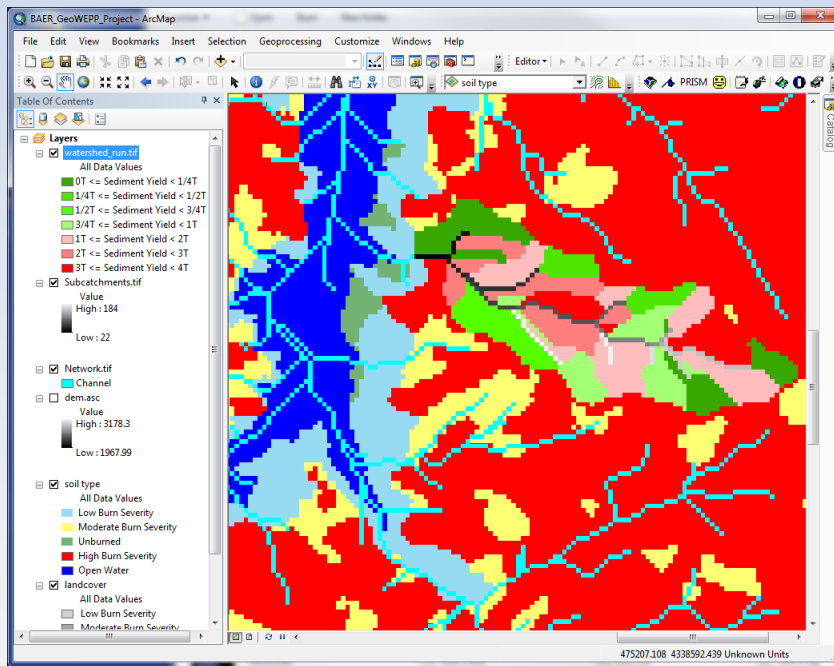 BAER_GeoWEPP_Project - ArcMap
File Edit View Bookmarks Insert Selection Geoprocessing Customize Windows Help
Editor
soil type PRISM
Table Of Contents
Layers
watershed_run.tif
All Data Values
0T <= Sediment Yield < 1/4T
1/4T <= Sediment Yield < 1/2T
1/2T <= Sediment Yield < 3/4T
3/4T <= Sediment Yield < 1T
1T <= Sediment Yield < 2T
2T <= Sediment Yield < 3T
3T <= Sediment Yield < 4T
Subcatchments.tif
Value
High : 184
Low : 22
Network.tif
Channel
dem.asc
Value
High : 3178.3
Low : 1967.99
soil type
All Data Values
Low Burn Severity
Moderate Burn Severity
Unburned
High Burn Severity
Open Water
landcover
All Data Values
Low Burn Severity
Moderate Burn Severity
Catalog
475207.108 4338592.439 Unknown Units